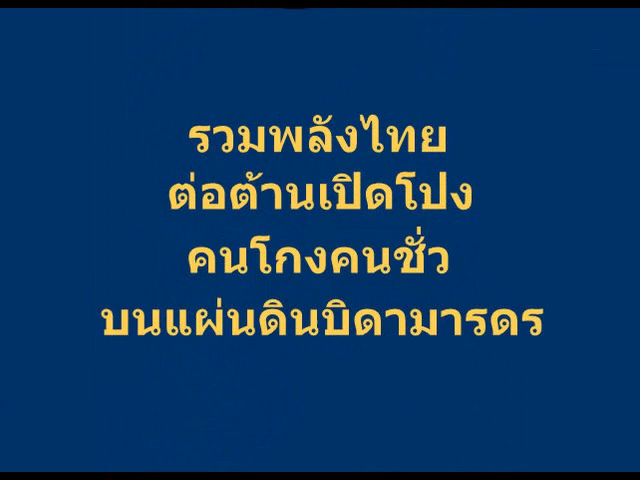 รวมพลังไทย
ต่อต้านเปิดโปง
คนโกงคนชั่ว
บนแผ่นดินบิดามารดร